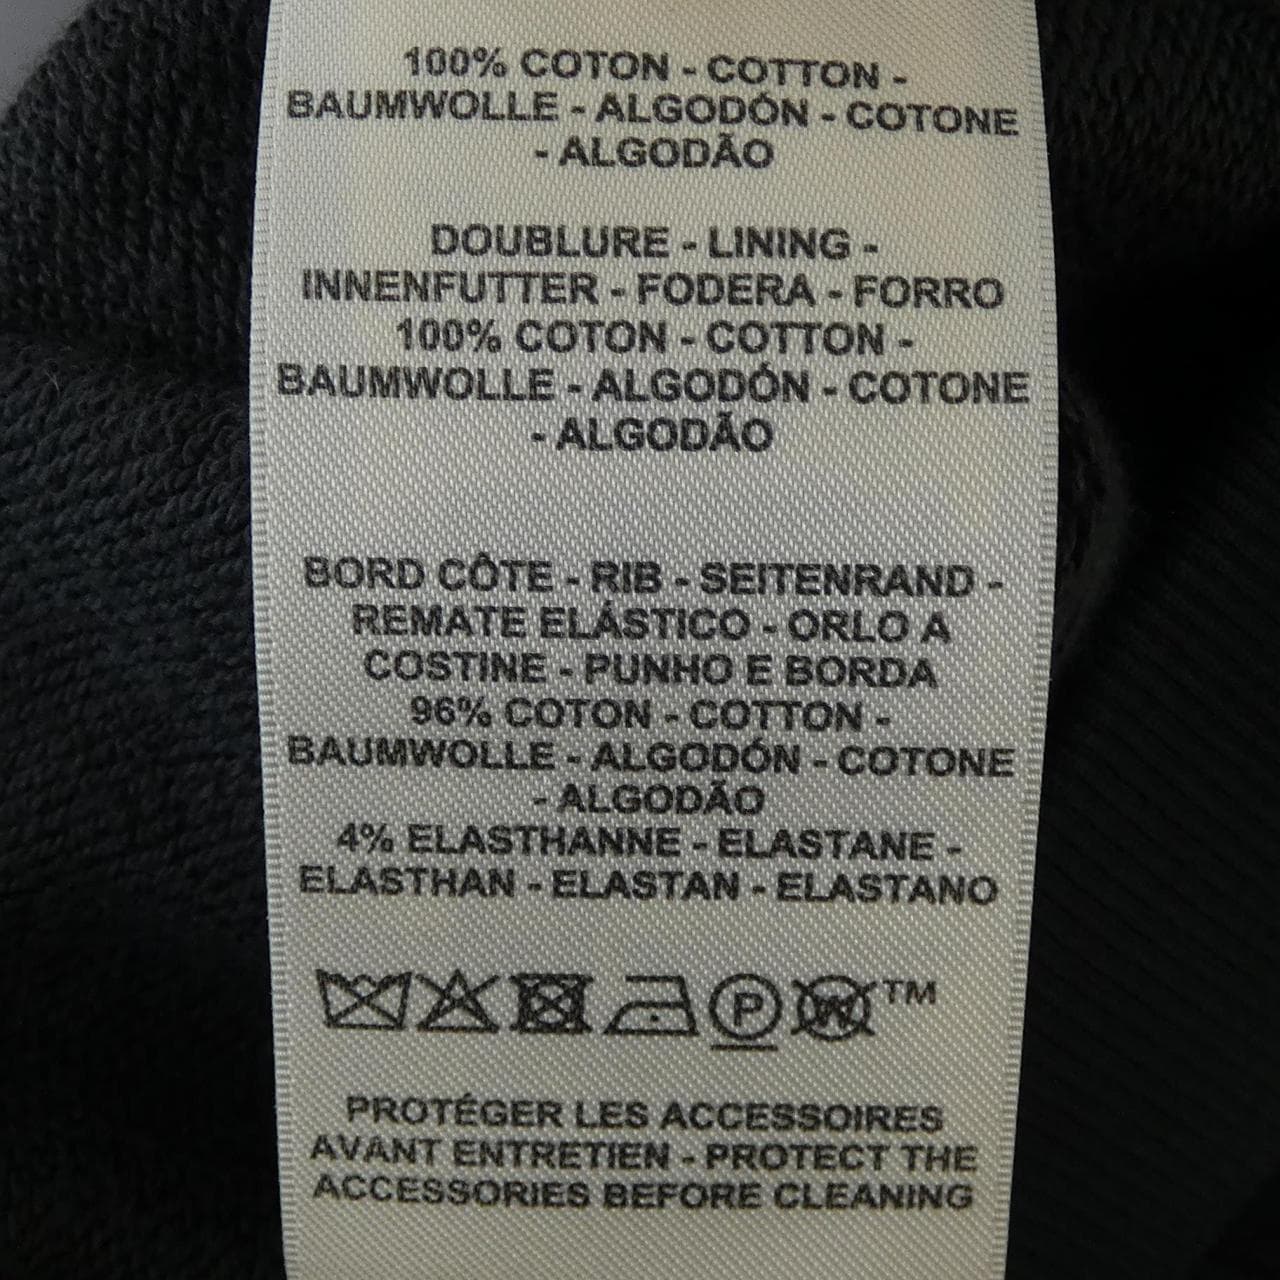 100% COTON - COTTON -
BAUMWOLLE - ALGODÓN - COTONE
- ALGODÃO
DOUBLURE - LINING -
INNENFUTTER - FODERA - FORRO
100% COTON - COTTON -
BAUMWOLLE - ALGODÓN - COTONE
- ALGODÃO
BORD CÔTE - RIB - SEITENRAND -
REMATE ELÁSTICO - ORLO A
COSTINE - PUNHO E BORDA
96% COTON - COTTON -
BAUMWOLLE - ALGODÓN - COTONE
- ALGODÃO
4% ELASTHANNE - ELASTANE -
ELASTHAN - ELASTAN - ELASTANO
P W TM
PROTÉGER LES ACCESSOIRES
AVANT ENTRETIEN - PROTECT THE
ACCESSORIES BEFORE CLEANING